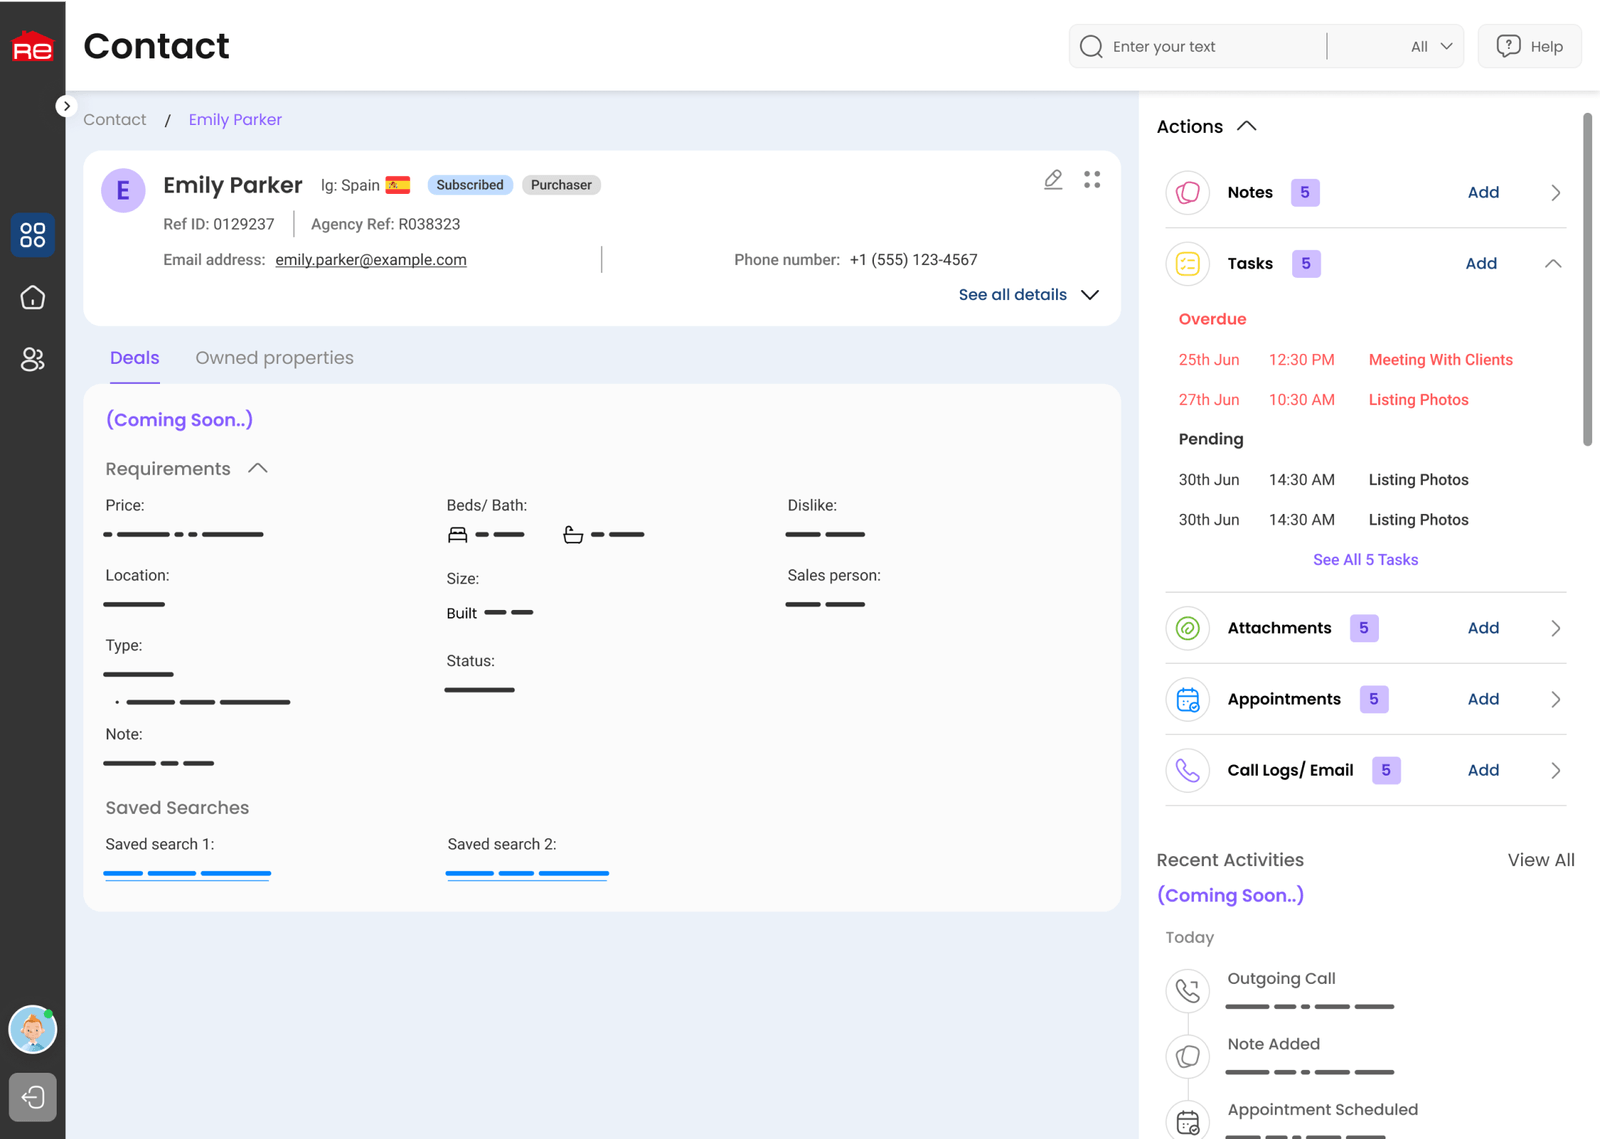 Re
Contact
Enter your text
All
Help
Contact / Emily Parker
E
Emily Parker
lg: Spain
Subscribed
Purchaser
Ref ID: 0129237
Agency Ref: R038323
Email address: emily.parker@example.com
Phone number: +1 (555) 123-4567
See all details
Deals
Owned properties
(Coming Soon..)
Requirements
Price:
Beds/ Bath:
Dislike:
Location:
Size:
Sales person:
Built
Type:
Status:
Note:
Saved Searches
Saved search 1:
Saved search 2:
Actions
Notes 5 Add
Tasks 5 Add
Overdue
25th Jun 12:30 PM Meeting With Clients
27th Jun 10:30 AM Listing Photos
Pending
30th Jun 14:30 AM Listing Photos
30th Jun 14:30 AM Listing Photos
See All 5 Tasks
Attachments 5 Add
Appointments 5 Add
Call Logs/ Email 5 Add
Recent Activities
View All
(Coming Soon..)
Today
Outgoing Call
Note Added
Appointment Scheduled